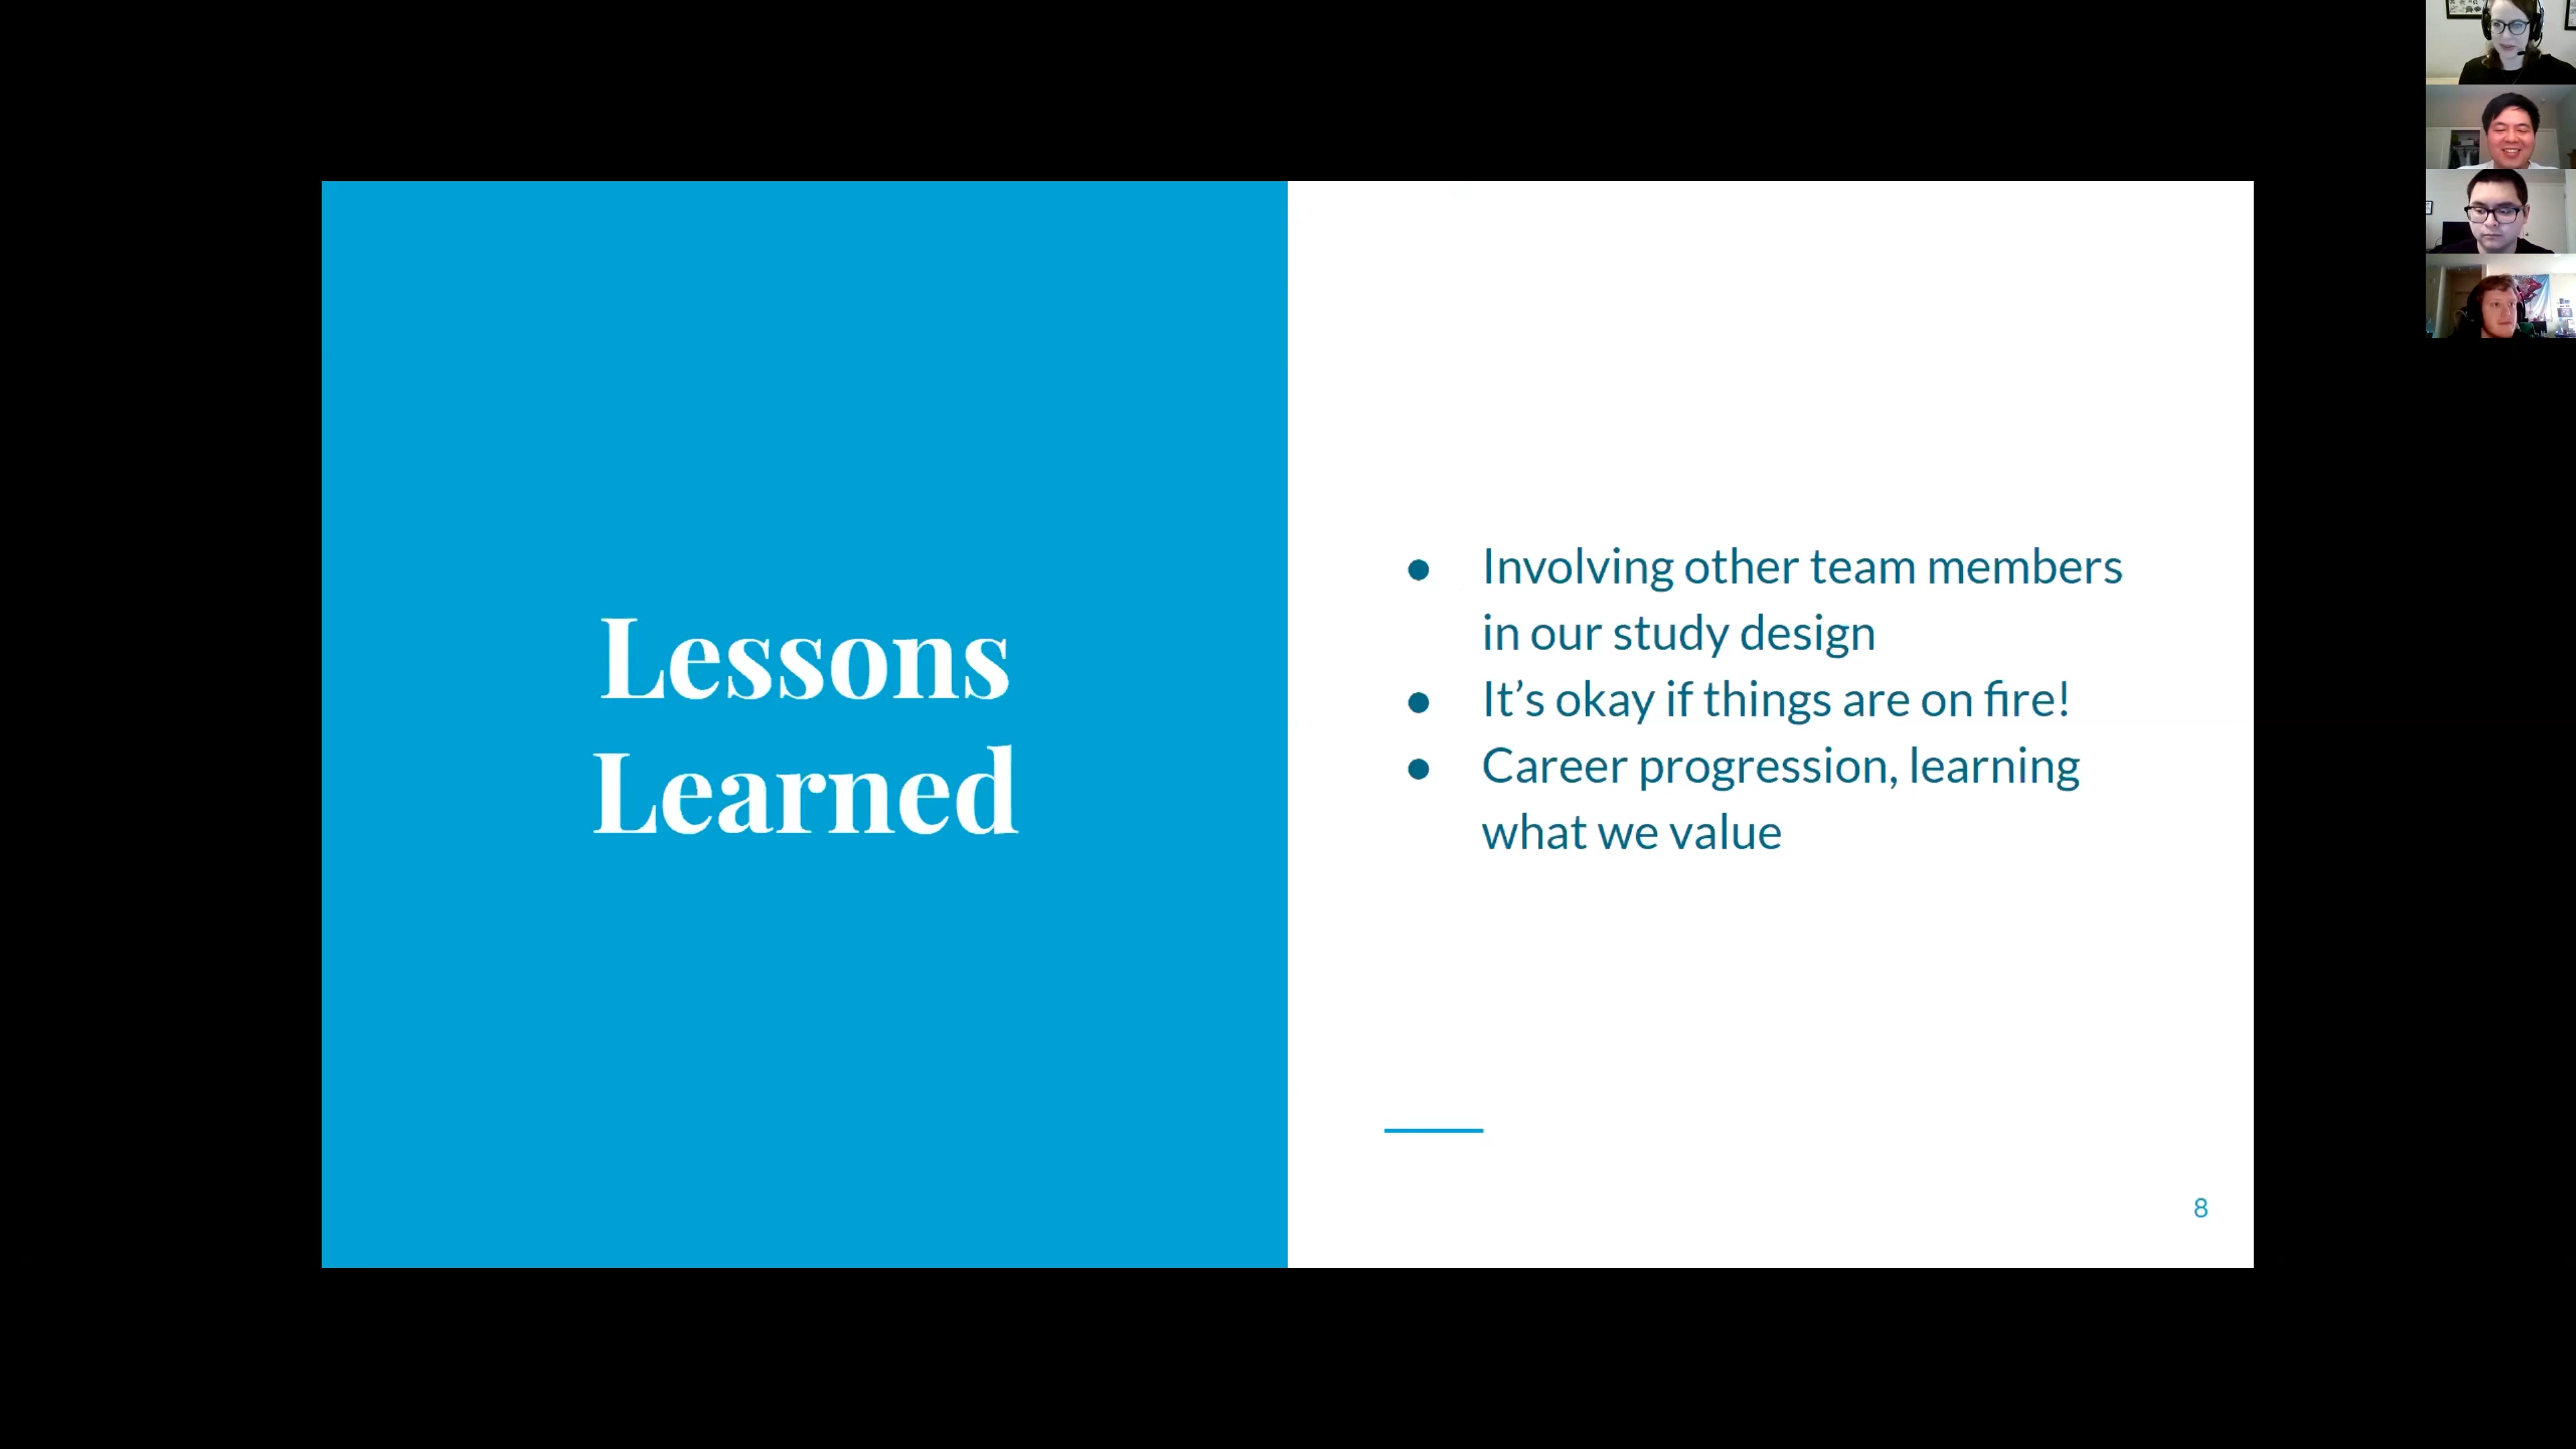 Lessons
Learned
● Involving other team members
in our study design
● It’s okay if things are on fire!
● Career progression, learning
what we value
8